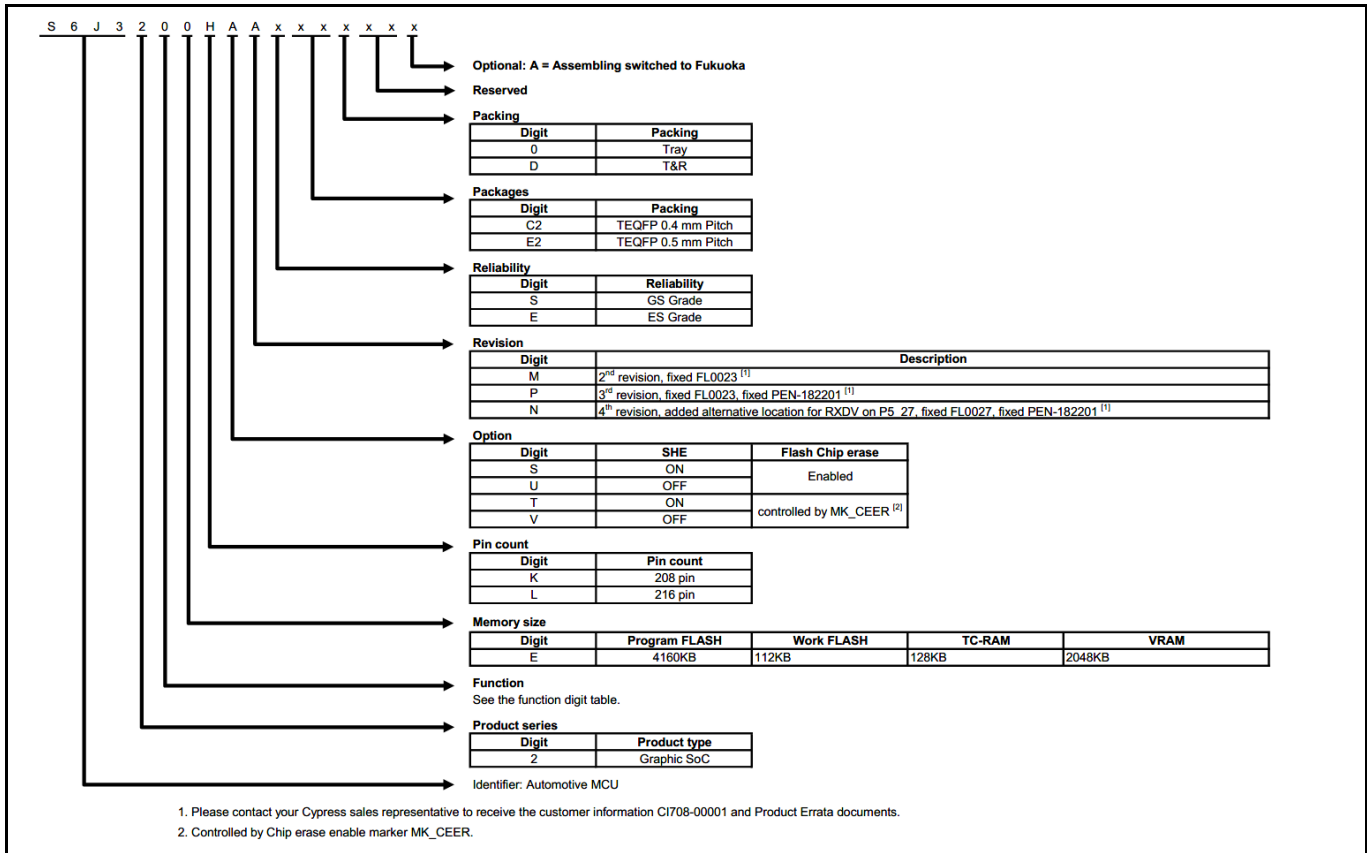 S 6 J 3 2 0 0 H A A x x x x x x x
Optional: A = Assembling switched to Fukuoka
Reserved
Packing
Digit Packing
0 Tray
D T&R
Packages
Digit Packing
C2 TEQFP 0.4 mm Pitch
E2 TEQFP 0.5 mm Pitch
Reliability
Digit Reliability
S GS Grade
E ES Grade
Revision
Digit Description
M 2nd revision, fixed FL0023 [1]
P 3rd revision, fixed FL0023, fixed PEN-182201 [1]
N 4th revision, added alternative location for RXDV on P5_27, fixed FL0027, fixed PEN-182201 [1]
Option
Digit SHE Flash Chip erase
S ON Enabled
U OFF
T ON controlled by MK_CEER [2]
V OFF
Pin count
Digit Pin count
K 208 pin
L 216 pin
Memory size
Digit Program FLASH Work FLASH TC-RAM VRAM
E 4160KB 112KB 128KB 2048KB
Function
See the function digit table.
Product series
Digit Product type
2 Graphic SoC
Identifier: Automotive MCU
1. Please contact your Cypress sales representative to receive the customer information CI708-00001 and Product Errata documents.
2. Controlled by Chip erase enable marker MK_CEER.